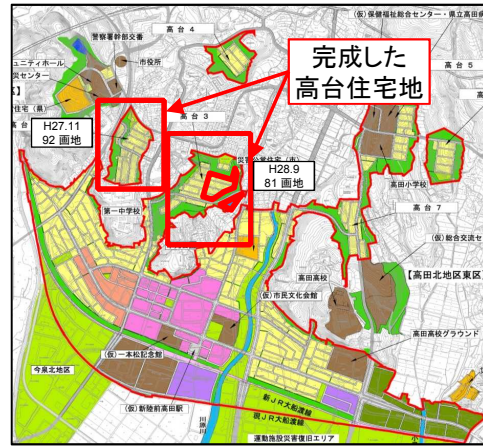 (仮)保健福祉総合センター・県立高田病
警察署幹部交番
高台4
完成した
高台住宅地
ュニティホール
市役所
災センター
高台5
住宅(県)
高台
H27.11
92 画地
高台3
災害公営住宅(市)
H28.9
81 画地
高田小学校
第一中学校
高台7
(仮)総合交流セ
高田高校
【高田北地区東区】
(仮)市民文化会館
高田高校グラウンド
(仮)一本松記念館
今泉北地区
新JR大船渡線
現JR大船渡線
(仮)新陸前高田駅
川原川
運動施設災害復旧エリア